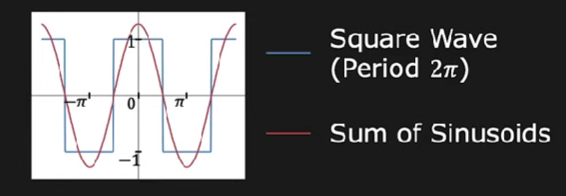 1
-π
0
π
-1
Square Wave
(Period 2π)
Sum of Sinusoids